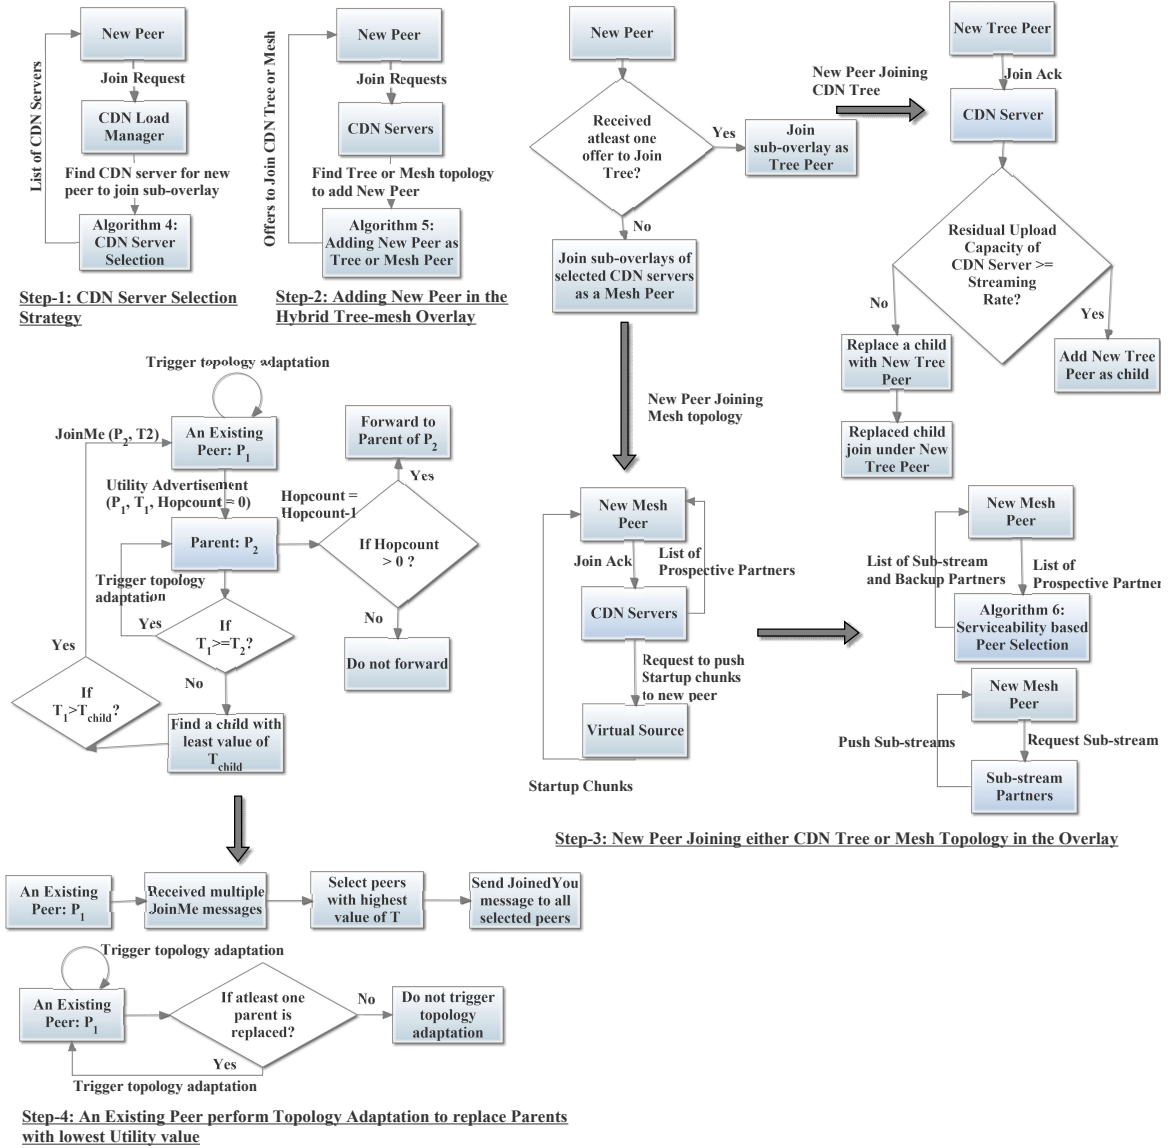 New Peer
Join Request
CDN Load
Manager
Find CDN server for new
peer to join sub-overlay
Algorithm 4:
CDN Server
Selection
List of CDN Servers
Step-1: CDN Server Selection
Strategy
New Peer
Join Requests
CDN Servers
Find Tree or Mesh topology
to add New Peer
Algorithm 5:
Adding New Peer as
Tree or Mesh Peer
Offers to Join CDN Tree or Mesh
Step-2: Adding New Peer in the
Hybrid Tree-mesh Overlay
New Peer
Received
atleast one
offer to Join
Tree?
Yes
Join
sub-overlay as
Tree Peer
No
Join sub-overlays of
selected CDN servers
as a Mesh Peer
New Peer Joining
CDN Tree
New Tree Peer
Join Ack
CDN Server
Residual Upload
Capacity of
CDN Server >=
Streaming
Rate?
No
Yes
Replace a child
with New Tree
Peer
Add New Tree
Peer as child
Replaced child
join under New
Tree Peer
New Peer Joining
Mesh topology
New Mesh
Peer
Join Ack
List of
Prospective Partners
CDN Servers
Request to push
Startup chunks
to new peer
Virtual Source
Startup Chunks
New Mesh
Peer
List of Sub-stream
and Backup Partners
List of
Prospective Partner
Algorithm 6:
Serviceability based
Peer Selection
New Mesh
Peer
Push Sub-streams
Request Sub-stream
Sub-stream
Partners
Step-3: New Peer Joining either CDN Tree or Mesh Topology in the Overlay
Trigger topology adaptation
An Existing
Peer: P1
JoinMe (P2, T2)
Utility Advertisement
(P1, T1, Hopcount = 0)
Parent: P2
Hopcount =
Hopcount-1
Forward to
Parent of P2
Yes
If Hopcount
> 0 ?
No
Do not forward
Trigger topology
adaptation
Yes
If
T1>=T2?
No
Find a child with
least value of
Tchild
Yes
If
T1>Tchild?
An Existing
Peer: P1
Received multiple
JoinMe messages
Select peers
with highest
value of T
Send JoinedYou
message to all
selected peers
Trigger topology adaptation
An Existing
Peer: P1
If atleast one
parent is
replaced?
No
Do not trigger
topology
adaptation
Yes
Trigger topology adaptation
Step-4: An Existing Peer perform Topology Adaptation to replace Parents
with lowest Utility value